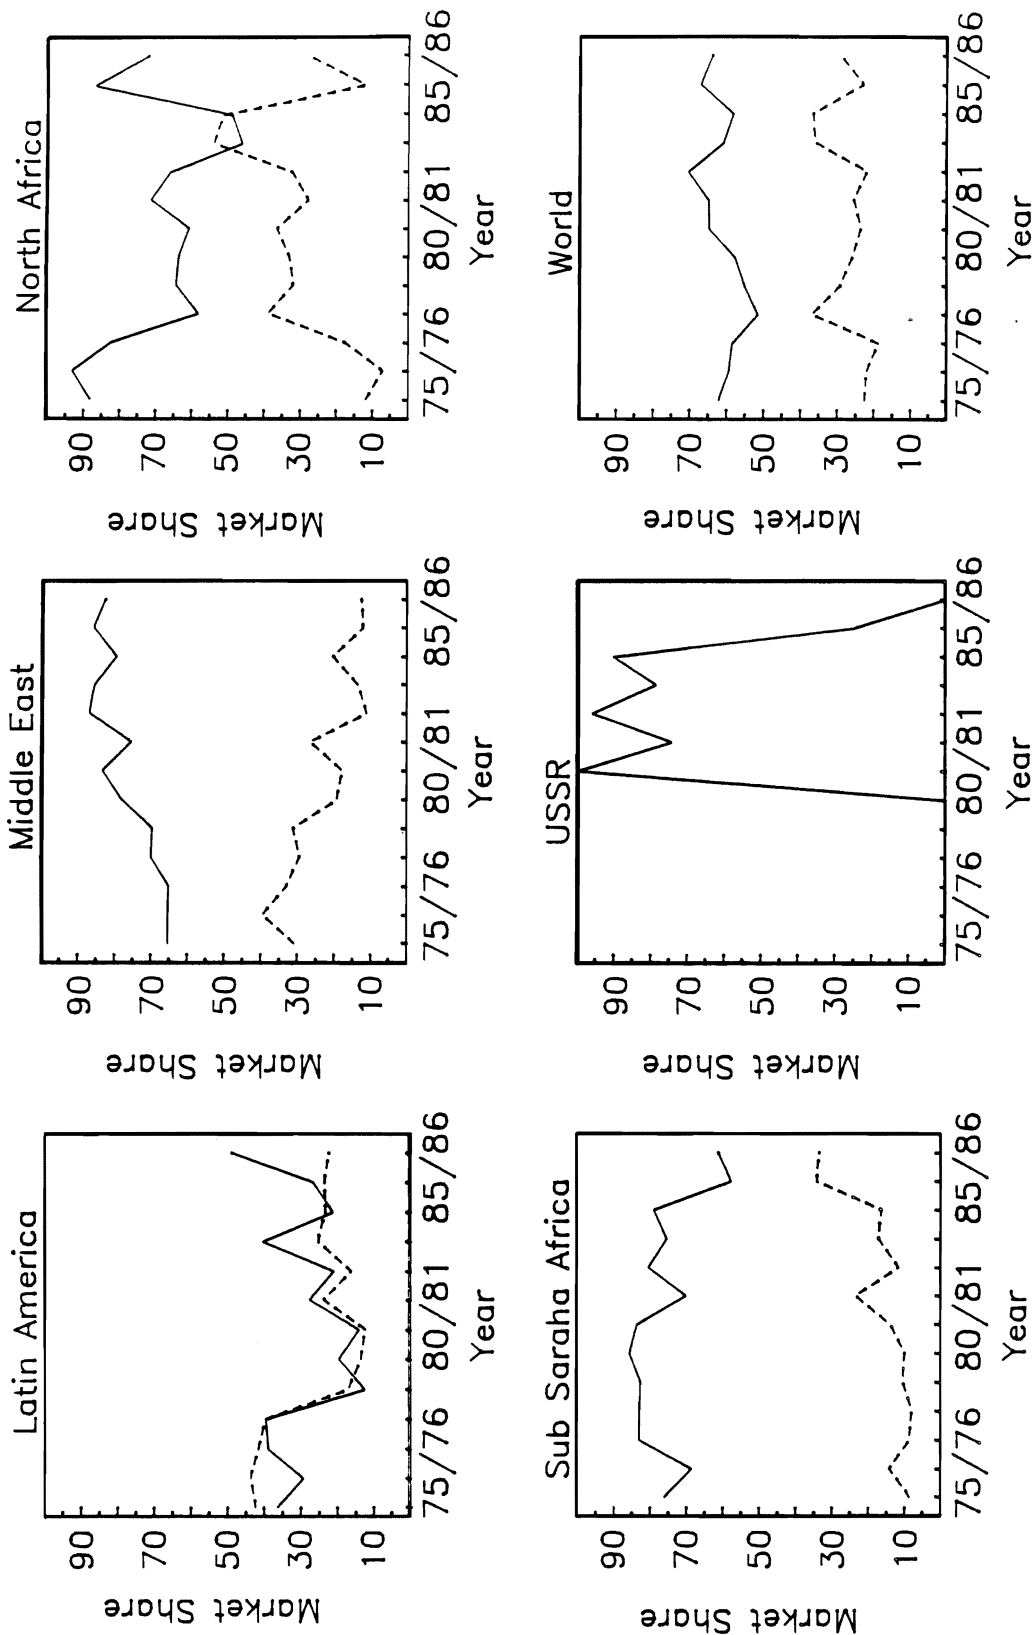 Latin America
Market Share
90
70
50
30
10
75/76 80/81 85/86
Year
Middle East
Market Share
90
70
50
30
10
75/76 80/81 85/86
Year
North Africa
Market Share
90
70
50
30
10
75/76 80/81 85/86
Year
Sub Saraha Africa
Market Share
90
70
50
30
10
75/76 80/81 85/86
Year
USSR
Market Share
90
70
50
30
10
75/76 80/81 85/86
Year
World
Market Share
90
70
50
30
10
75/76 80/81 85/86
Year